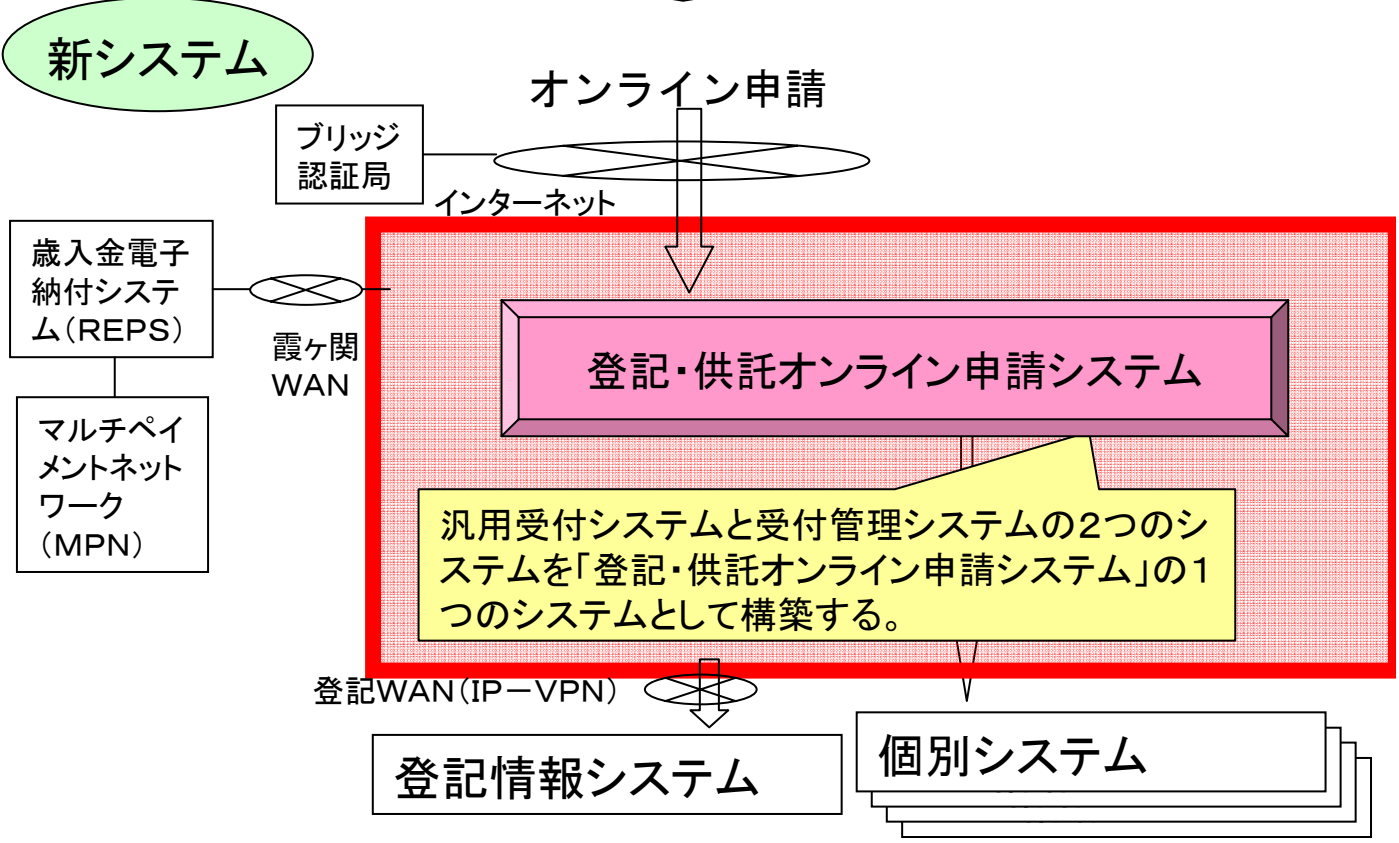 新システム
オンライン申請
ブリッジ
認証局
インターネット
歳入金電子
納付システ
ム(REPS)
霞ヶ関
WAN
マルチペイ
メントネット
ワーク
(MPN)
登記・供託オンライン申請システム
汎用受付システムと受付管理システムの2つのシ
ステムを「登記・供託オンライン申請システム」の1
つのシステムとして構築する。
登記WAN(IP-VPN)
登記情報システム
個別システム